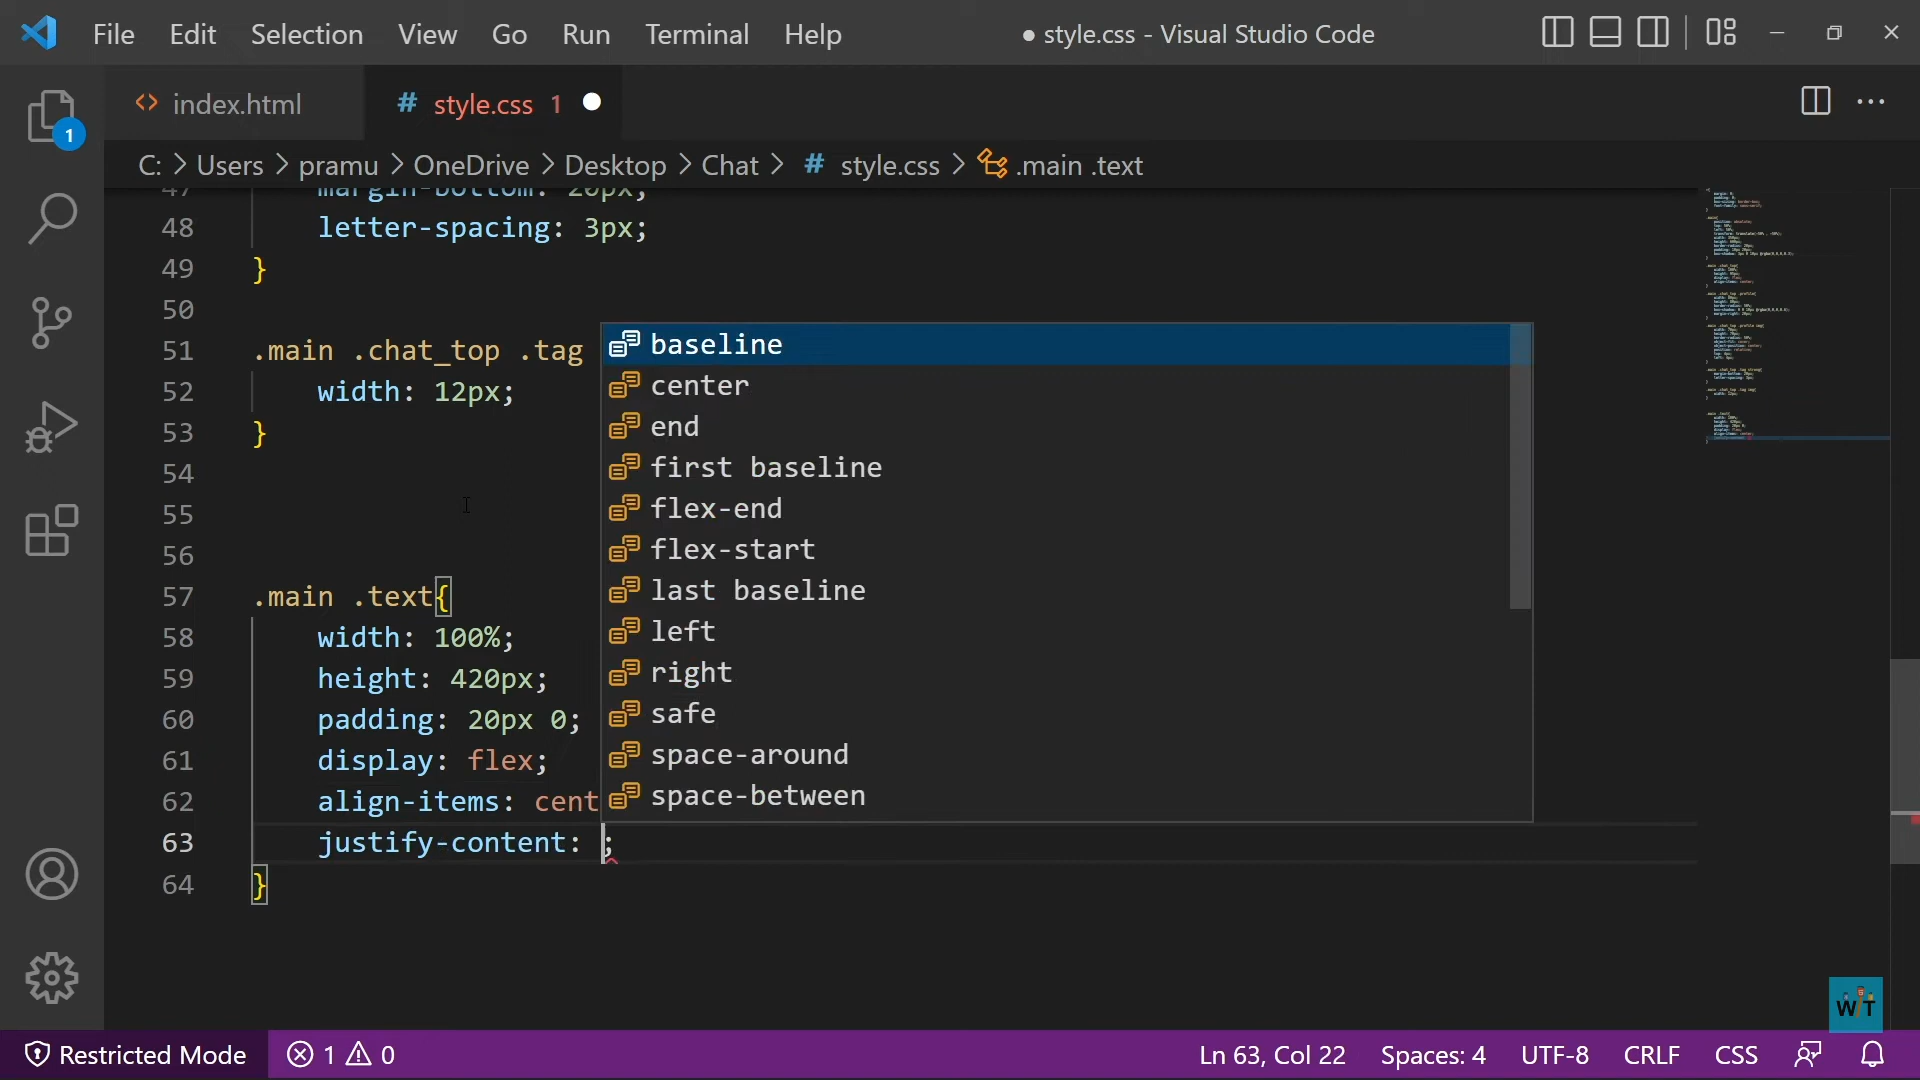 File Edit Selection View Go Run Terminal Help ● style.css - Visual Studio Code
<> index.html # style.css 1 ●
1
C: > Users > pramu > OneDrive > Desktop > Chat > # style.css > .main .text
47 margin-bottom: 20px;
48 letter-spacing: 3px;
49 }
50
51 .main .chat_top .tag
52 width: 12px;
53 }
54
55
56
57 .main .text{
58 width: 100%;
59 height: 420px;
60 padding: 20px 0;
61 display: flex;
62 align-items: cent
63 justify-content: ;
64 }
baseline
center
end
first baseline
flex-end
flex-start
last baseline
left
right
safe
space-around
space-between
WIT
Restricted Mode 1 0 Ln 63, Col 22 Spaces: 4 UTF-8 CRLF CSS